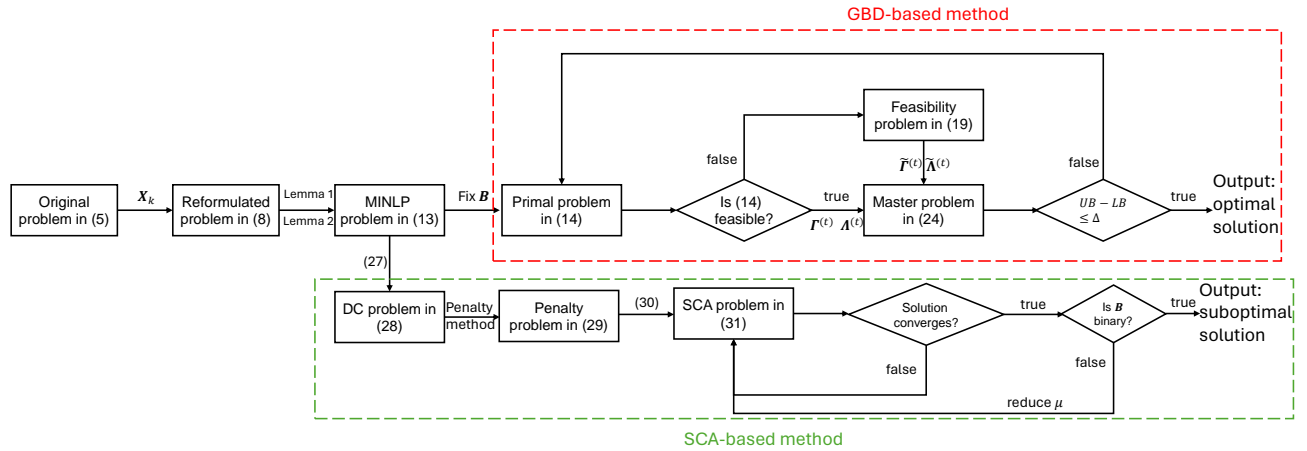 GBD-based method
Original
problem in (5)
𝑿ₖ
Reformulated
problem in (8)
Lemma 1
Lemma 2
MINLP
problem (13)
Fix 𝑩
Primal problem
in (14)
Is (14)
feasible?
false
true
𝜞⁽ᵗ⁾ 𝜦⁽ᵗ⁾
Feasibility
problem in (19)
𝜞̃⁽ᵗ⁾ 𝚲̃⁽ᵗ⁾
Master problem
in (24)
𝑈𝐵 − 𝐿𝐵
≤ Δ
false
true
Output:
optimal
solution
(27)
DC problem in
(28)
Penalty
method
Penalty
problem in (29)
(30)
SCA problem in
(31)
Solution
converges?
false
true
Is 𝑩
binary?
false
reduce 𝜇
true
Output:
suboptimal
solution
SCA-based method